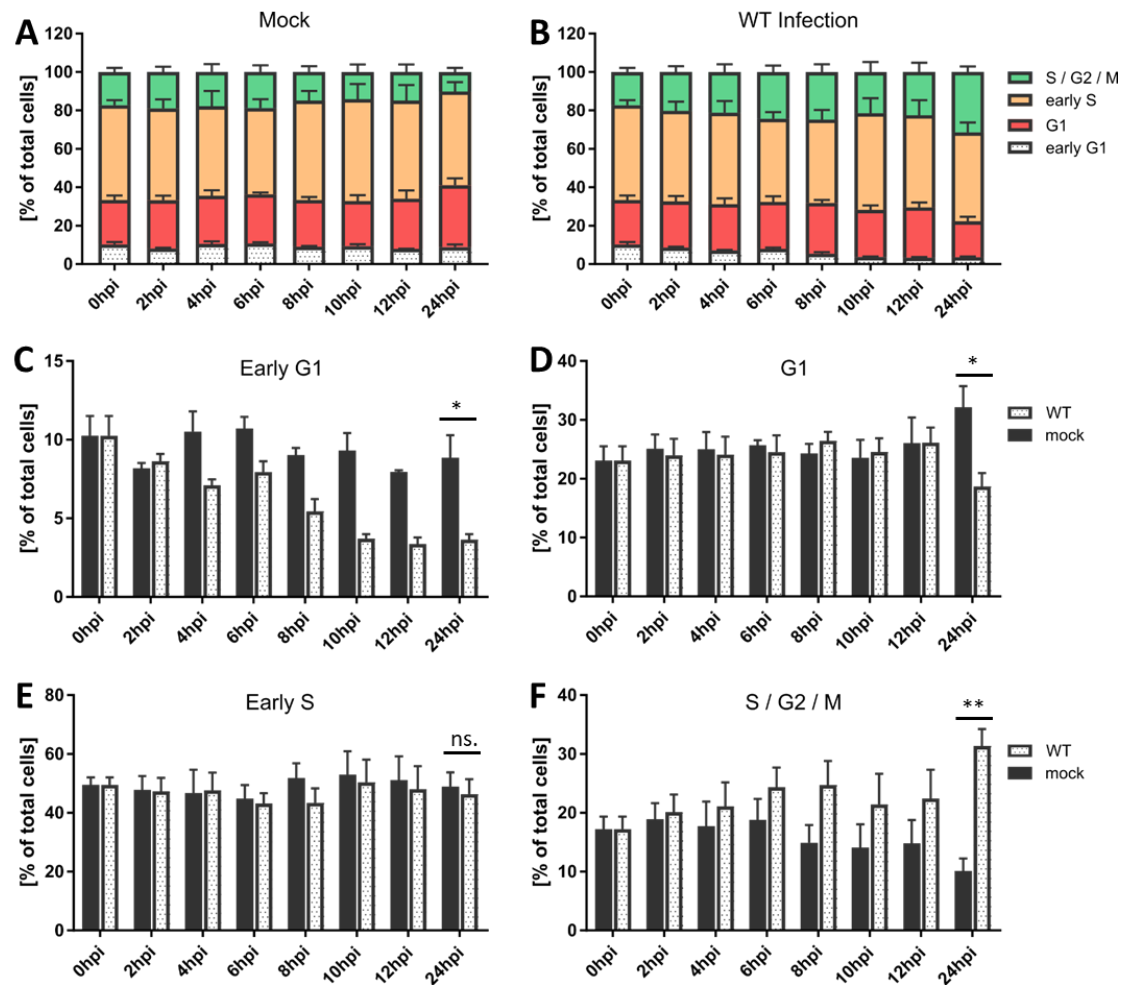 A
Mock
[% of total cells]
120
100
80
60
40
20
0
0hpi 2hpi 4hpi 6hpi 8hpi 10hpi 12hpi 24hpi
B
WT Infection
[% of total cells]
120
100
80
60
40
20
0
0hpi 2hpi 4hpi 6hpi 8hpi 10hpi 12hpi 24hpi
S / G2 / M
early S
G1
early G1
C
Early G1
[% of total cells]
15
10
5
0
*
0hpi 2hpi 4hpi 6hpi 8hpi 10hpi 12hpi 24hpi
D
G1
[% of total cellsl]
40
30
20
10
0
*
0hpi 2hpi 4hpi 6hpi 8hpi 10hpi 12hpi 24hpi
WT
mock
E
Early S
[% of total cells]
80
60
40
20
0
ns.
0hpi 2hpi 4hpi 6hpi 8hpi 10hpi 12hpi 24hpi
F
S / G2 / M
[% of total cells]
40
30
20
10
0
**
0hpi 2hpi 4hpi 6hpi 8hpi 10hpi 12hpi 24hpi
WT
mock